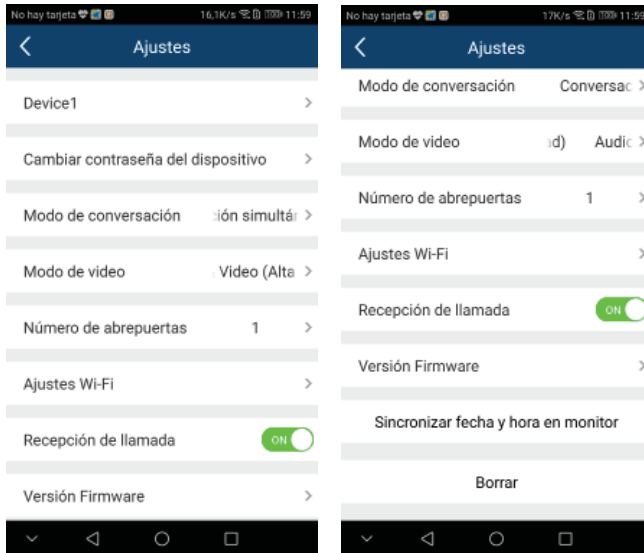 No hay tarjeta 16,1K/s 11:59
Ajustes
Device1
Cambiar contraseña del dispositivo
Modo de conversación ión simultár
Modo de video Video (Alta
Número de abrepuertas 1
Ajustes Wi-Fi
Recepción de llamada ON
Versión Firmware
No hay tarjeta 17K/s 11:59
Ajustes
Modo de conversación Conversac
Modo de video d) Audic
Número de abrepuertas 1
Ajustes Wi-Fi
Recepción de llamada ON
Versión Firmware
Sincronizar fecha y hora en monitor
Borrar